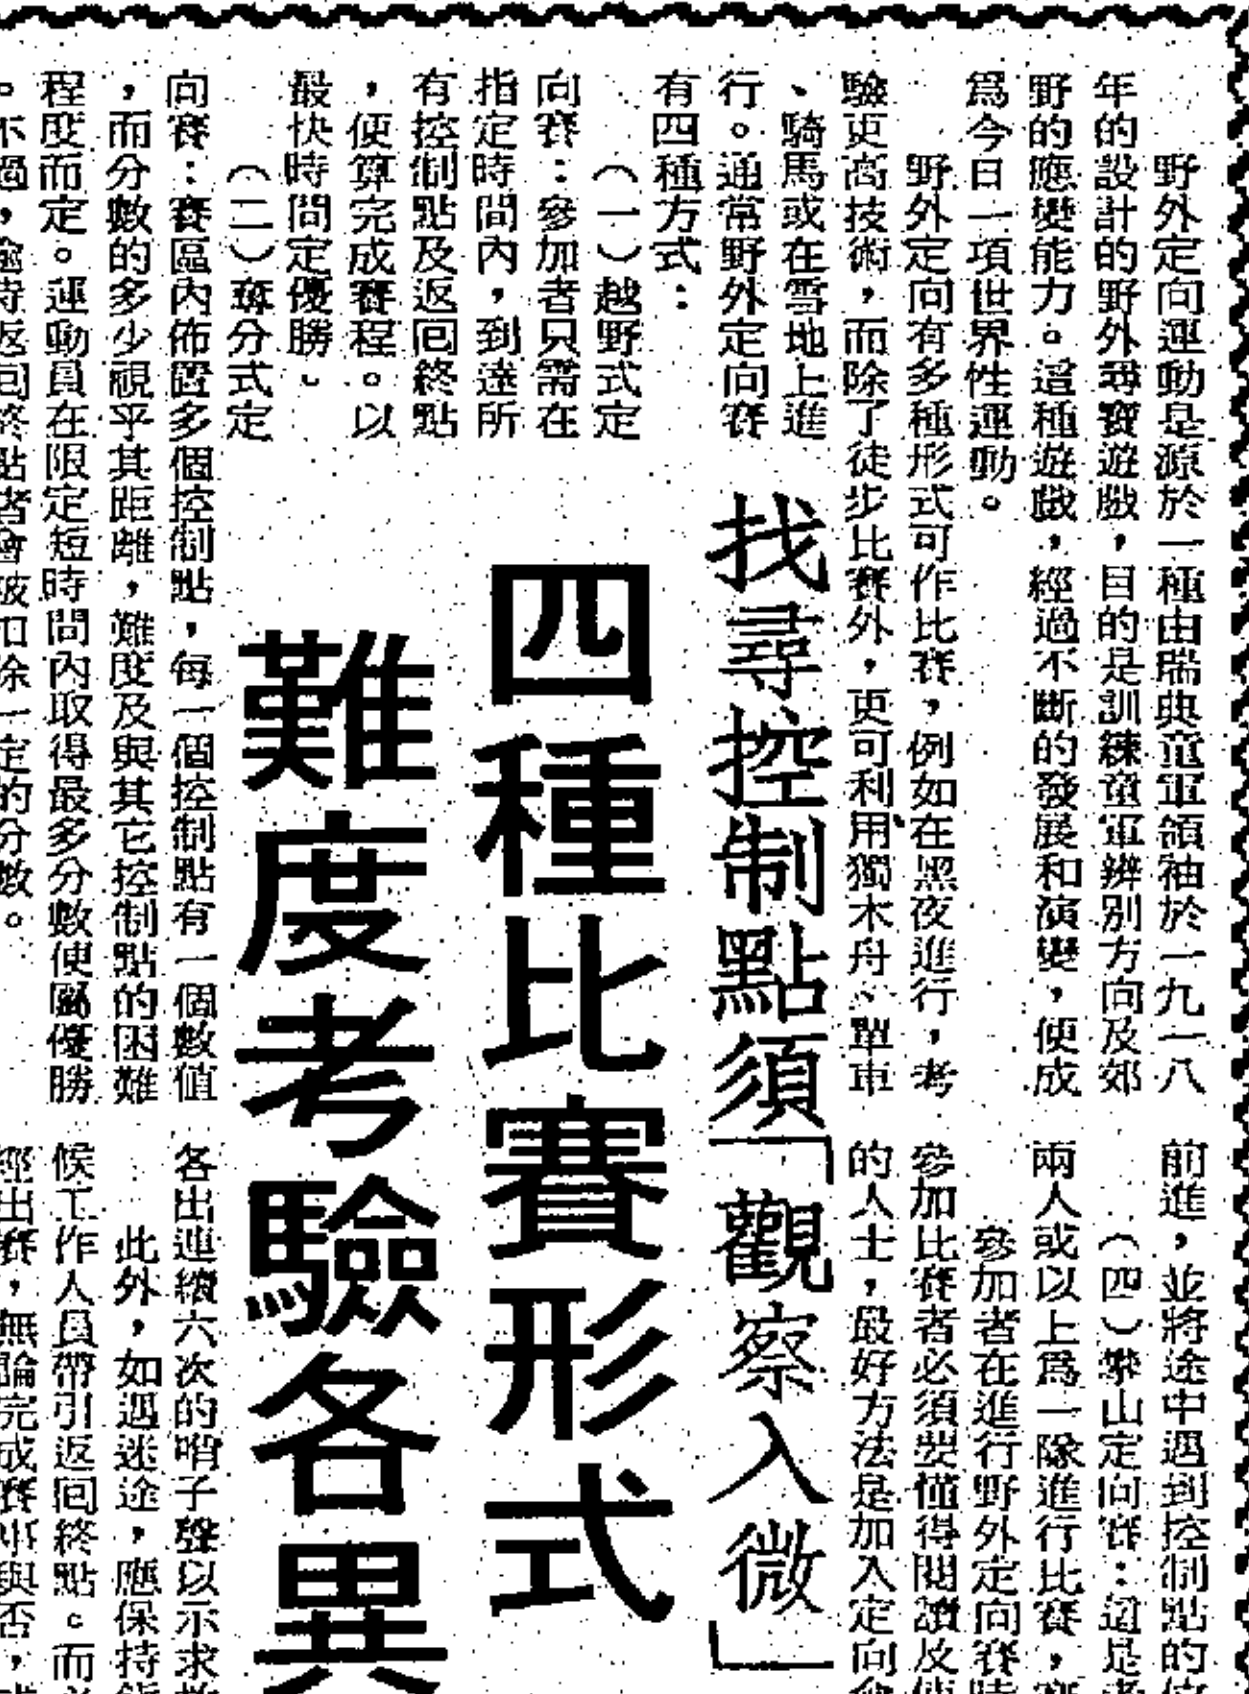 野外定向運動是源於一種由瑞典童軍領袖於一九一八
年的設計的野外尋寶遊戲，目的是訓練童軍辨別方向及郊
野的應變能力。這種遊戲，經過不斷的發展和演變，便成
爲今日一項世界性運動。
野外定向有多種形式可作比賽，例如在黑夜進行，考
驗更高技術，而除了徒步比賽外，更可利用獨木舟、單車
、騎馬或在雪地上進
行。通常野外定向賽
有四種方式：
（一）越野式定
向賽：參加者只需在
指定時間內，到達所
有控制點及返回終點
，便算完成賽程。以
最快時間定優勝。
（二）奪分式定
向賽：賽區內佈置多個控制點，每一個控制點有一個數值
，而分數的多少視乎其距離，難度及與其它控制點的困難
程度而定。運動員在限定短時間內取得最多分數便屬優勝
。不過，逾時返回終點者會被扣除一定的分數。
找尋控制點須「觀察入微」
四種比賽形式
難度考驗各異
前進，並將途中遇到控制點的
（四）攀山定向賽：這是
兩人或以上爲一隊進行比賽，
參加者在進行野外定向賽時
參加比賽者必須要懂得閱讀及使
的人士，最好方法是加入定向會
各出連續六次的哨子聲以示求
此外，如遇迷途，應保持
候工作人員帶引返回終點。而
經出賽，無論完成賽事與否，